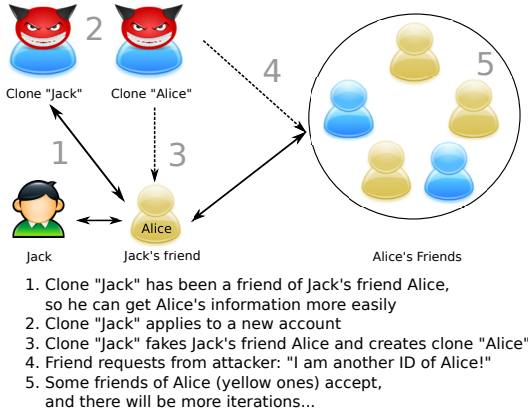 2
5
Clone "Jack"
Clone "Alice"
4
1
3
Alice
Jack
Jack's friend
Alice's Friends
1. Clone "Jack" has been a friend of Jack's friend Alice,
so he can get Alice's information more easily
2. Clone "Jack" applies to a new account
3. Clone "Jack" fakes Jack's friend Alice and creates clone "Alice"
4. Friend requests from attacker: "I am another ID of Alice!"
5. Some friends of Alice (yellow ones) accept,
and there will be more iterations...